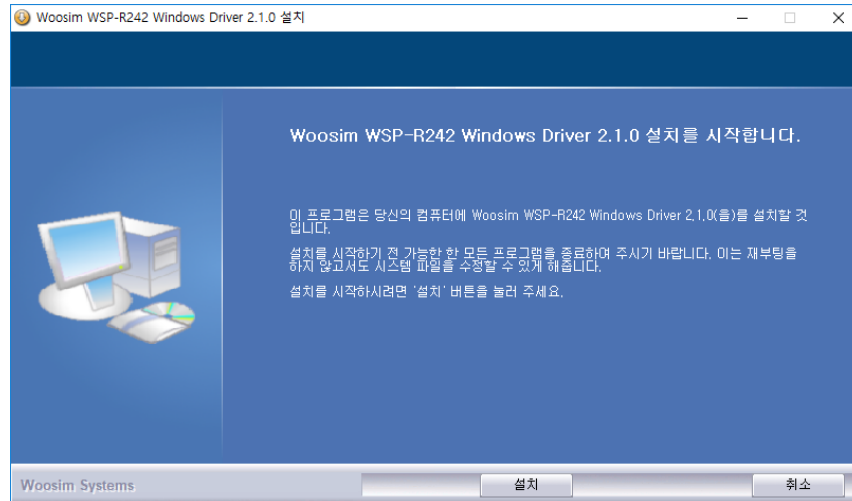 Woosim WSP-R242 Windows Driver 2.1.0 설치
Woosim WSP-R242 Windows Driver 2.1.0 설치를 시작합니다.
이 프로그램은 당신의 컴퓨터에 Woosim WSP-R242 Windows Driver 2.1.0(을)를 설치할 것
입니다.
설치를 시작하기 전 가능한 한 모든 프로그램을 종료하여 주시기 바랍니다. 이는 재부팅을
하지 않고서도 시스템 파일을 수정할 수 있게 해줍니다.
설치를 시작하시려면 '설치' 버튼을 눌러 주세요.
Woosim Systems
설치
취소